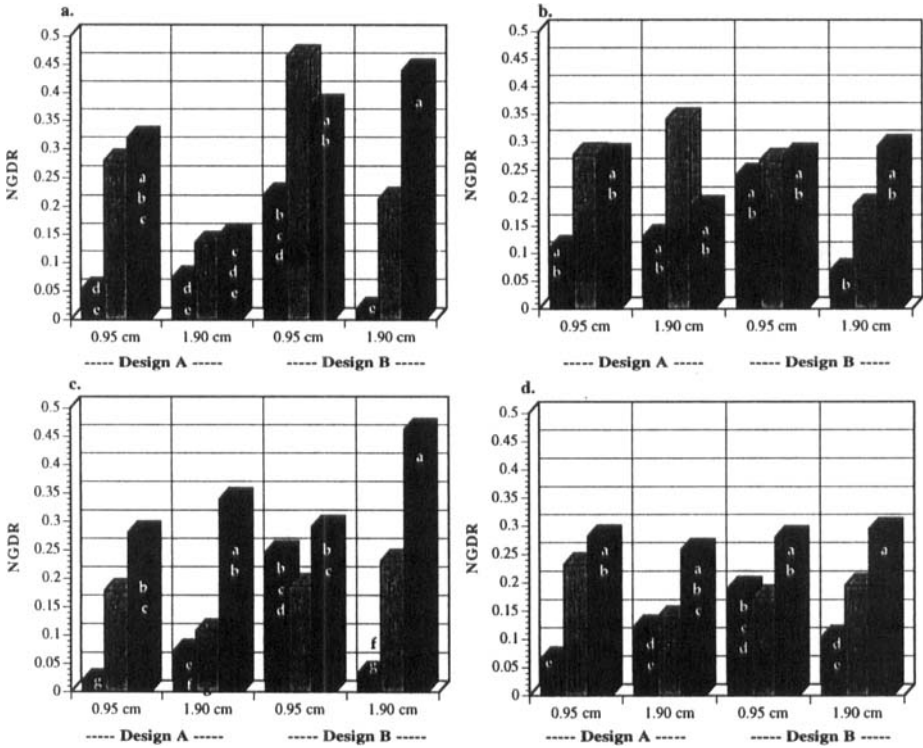 a.
NGDR
0.5
0.45
0.4
0.35
0.3
0.25
0.2
0.15
0.1
0.05
0
d
e
a
b
c
d
e
c
d
e
b
c
d
a
b
e
a
0.95 cm 1.90 cm 0.95 cm 1.90 cm
----- Design A ----- ----- Design B -----
b.
NGDR
0.5
0.45
0.4
0.35
0.3
0.25
0.2
0.15
0.1
0.05
0
a
b
a
b
a
b
a
b
a
b
a
b
b
a
b
0.95 cm 1.90 cm 0.95 cm 1.90 cm
----- Design A ----- ----- Design B -----
c.
NGDR
0.5
0.45
0.4
0.35
0.3
0.25
0.2
0.15
0.1
0.05
0
g
b
c
e
f
g
a
b
b
c
d
b
c
f
g
a
0.95 cm 1.90 cm 0.95 cm 1.90 cm
----- Design A ----- ----- Design B -----
d.
NGDR
0.5
0.45
0.4
0.35
0.3
0.25
0.2
0.15
0.1
0.05
0
e
a
b
d
e
a
b
c
b
c
d
a
b
d
e
a
0.95 cm 1.90 cm 0.95 cm 1.90 cm
----- Design A ----- ----- Design B -----